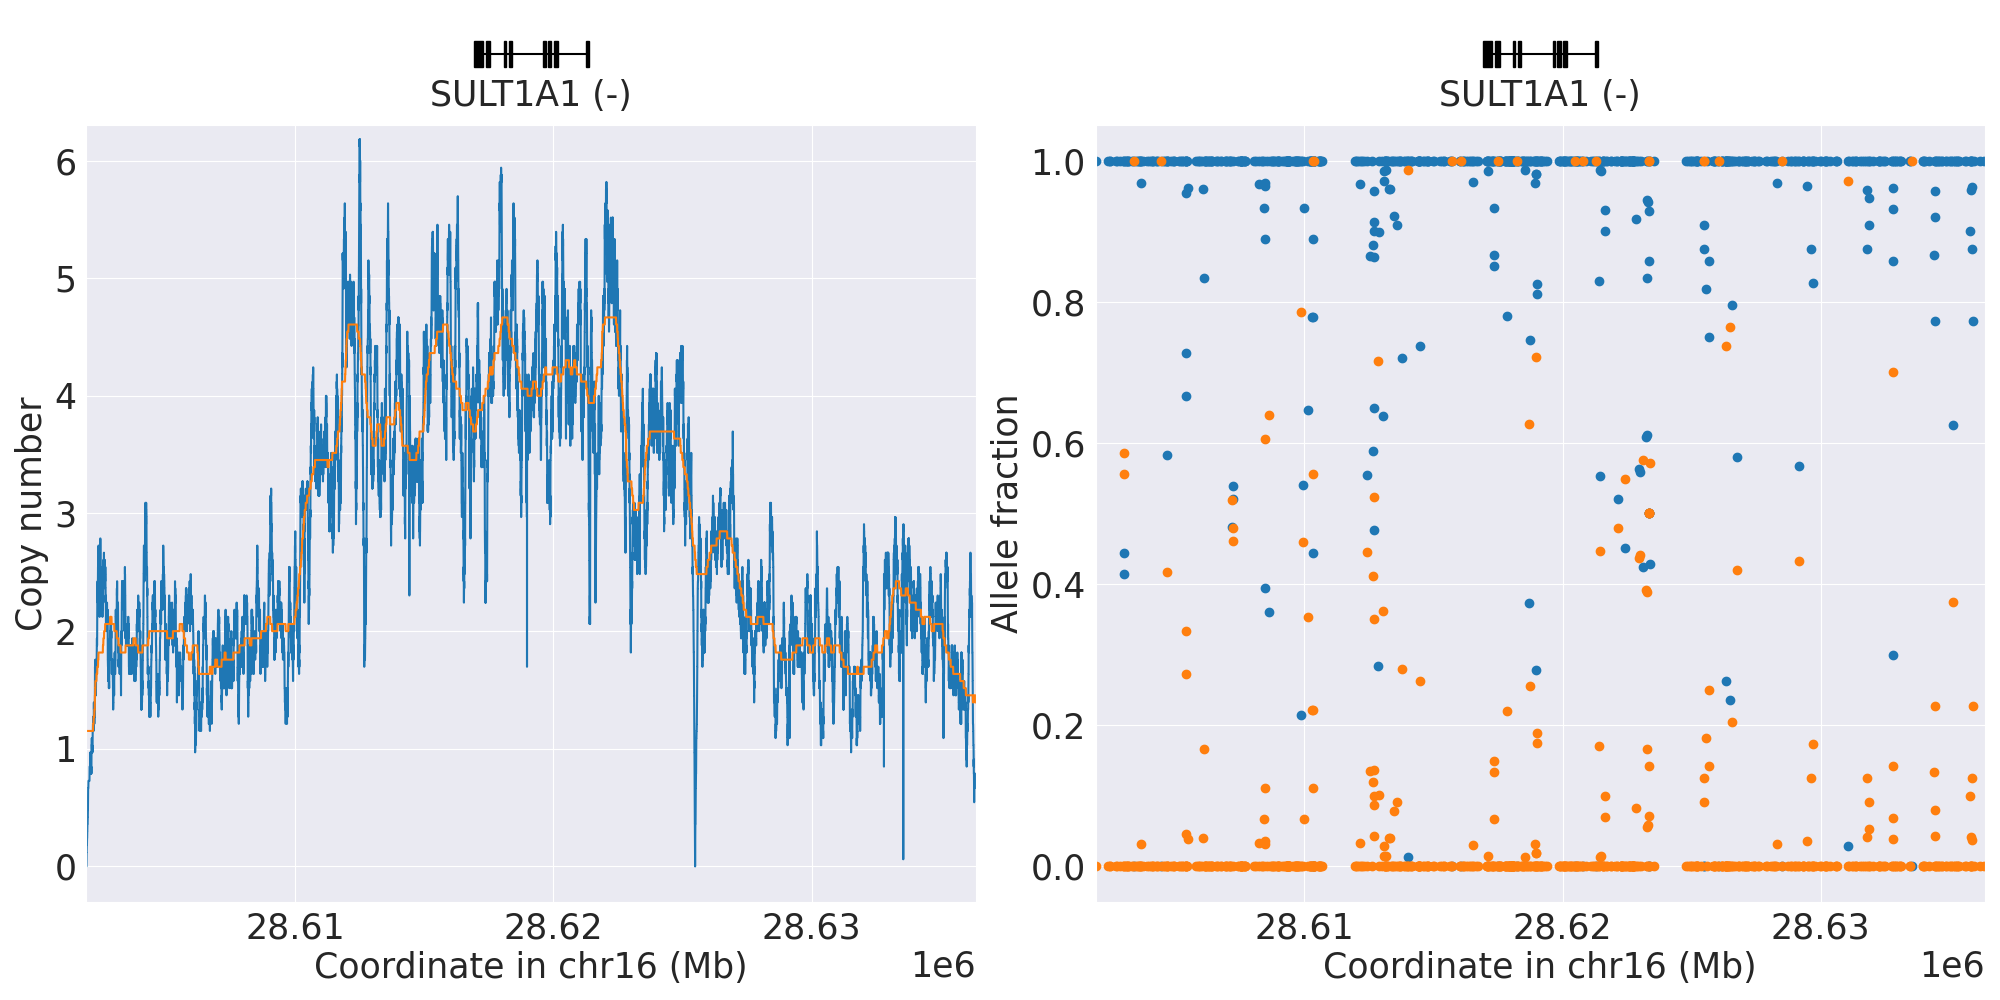 SULT1A1 (-)
Copy number
6
5
4
3
2
1
0
28.61
28.62
28.63
Coordinate in chr16 (Mb)
1e6
SULT1A1 (-)
Allele fraction
1.0
0.8
0.6
0.4
0.2
0.0
28.61
28.62
28.63
Coordinate in chr16 (Mb)
1e6